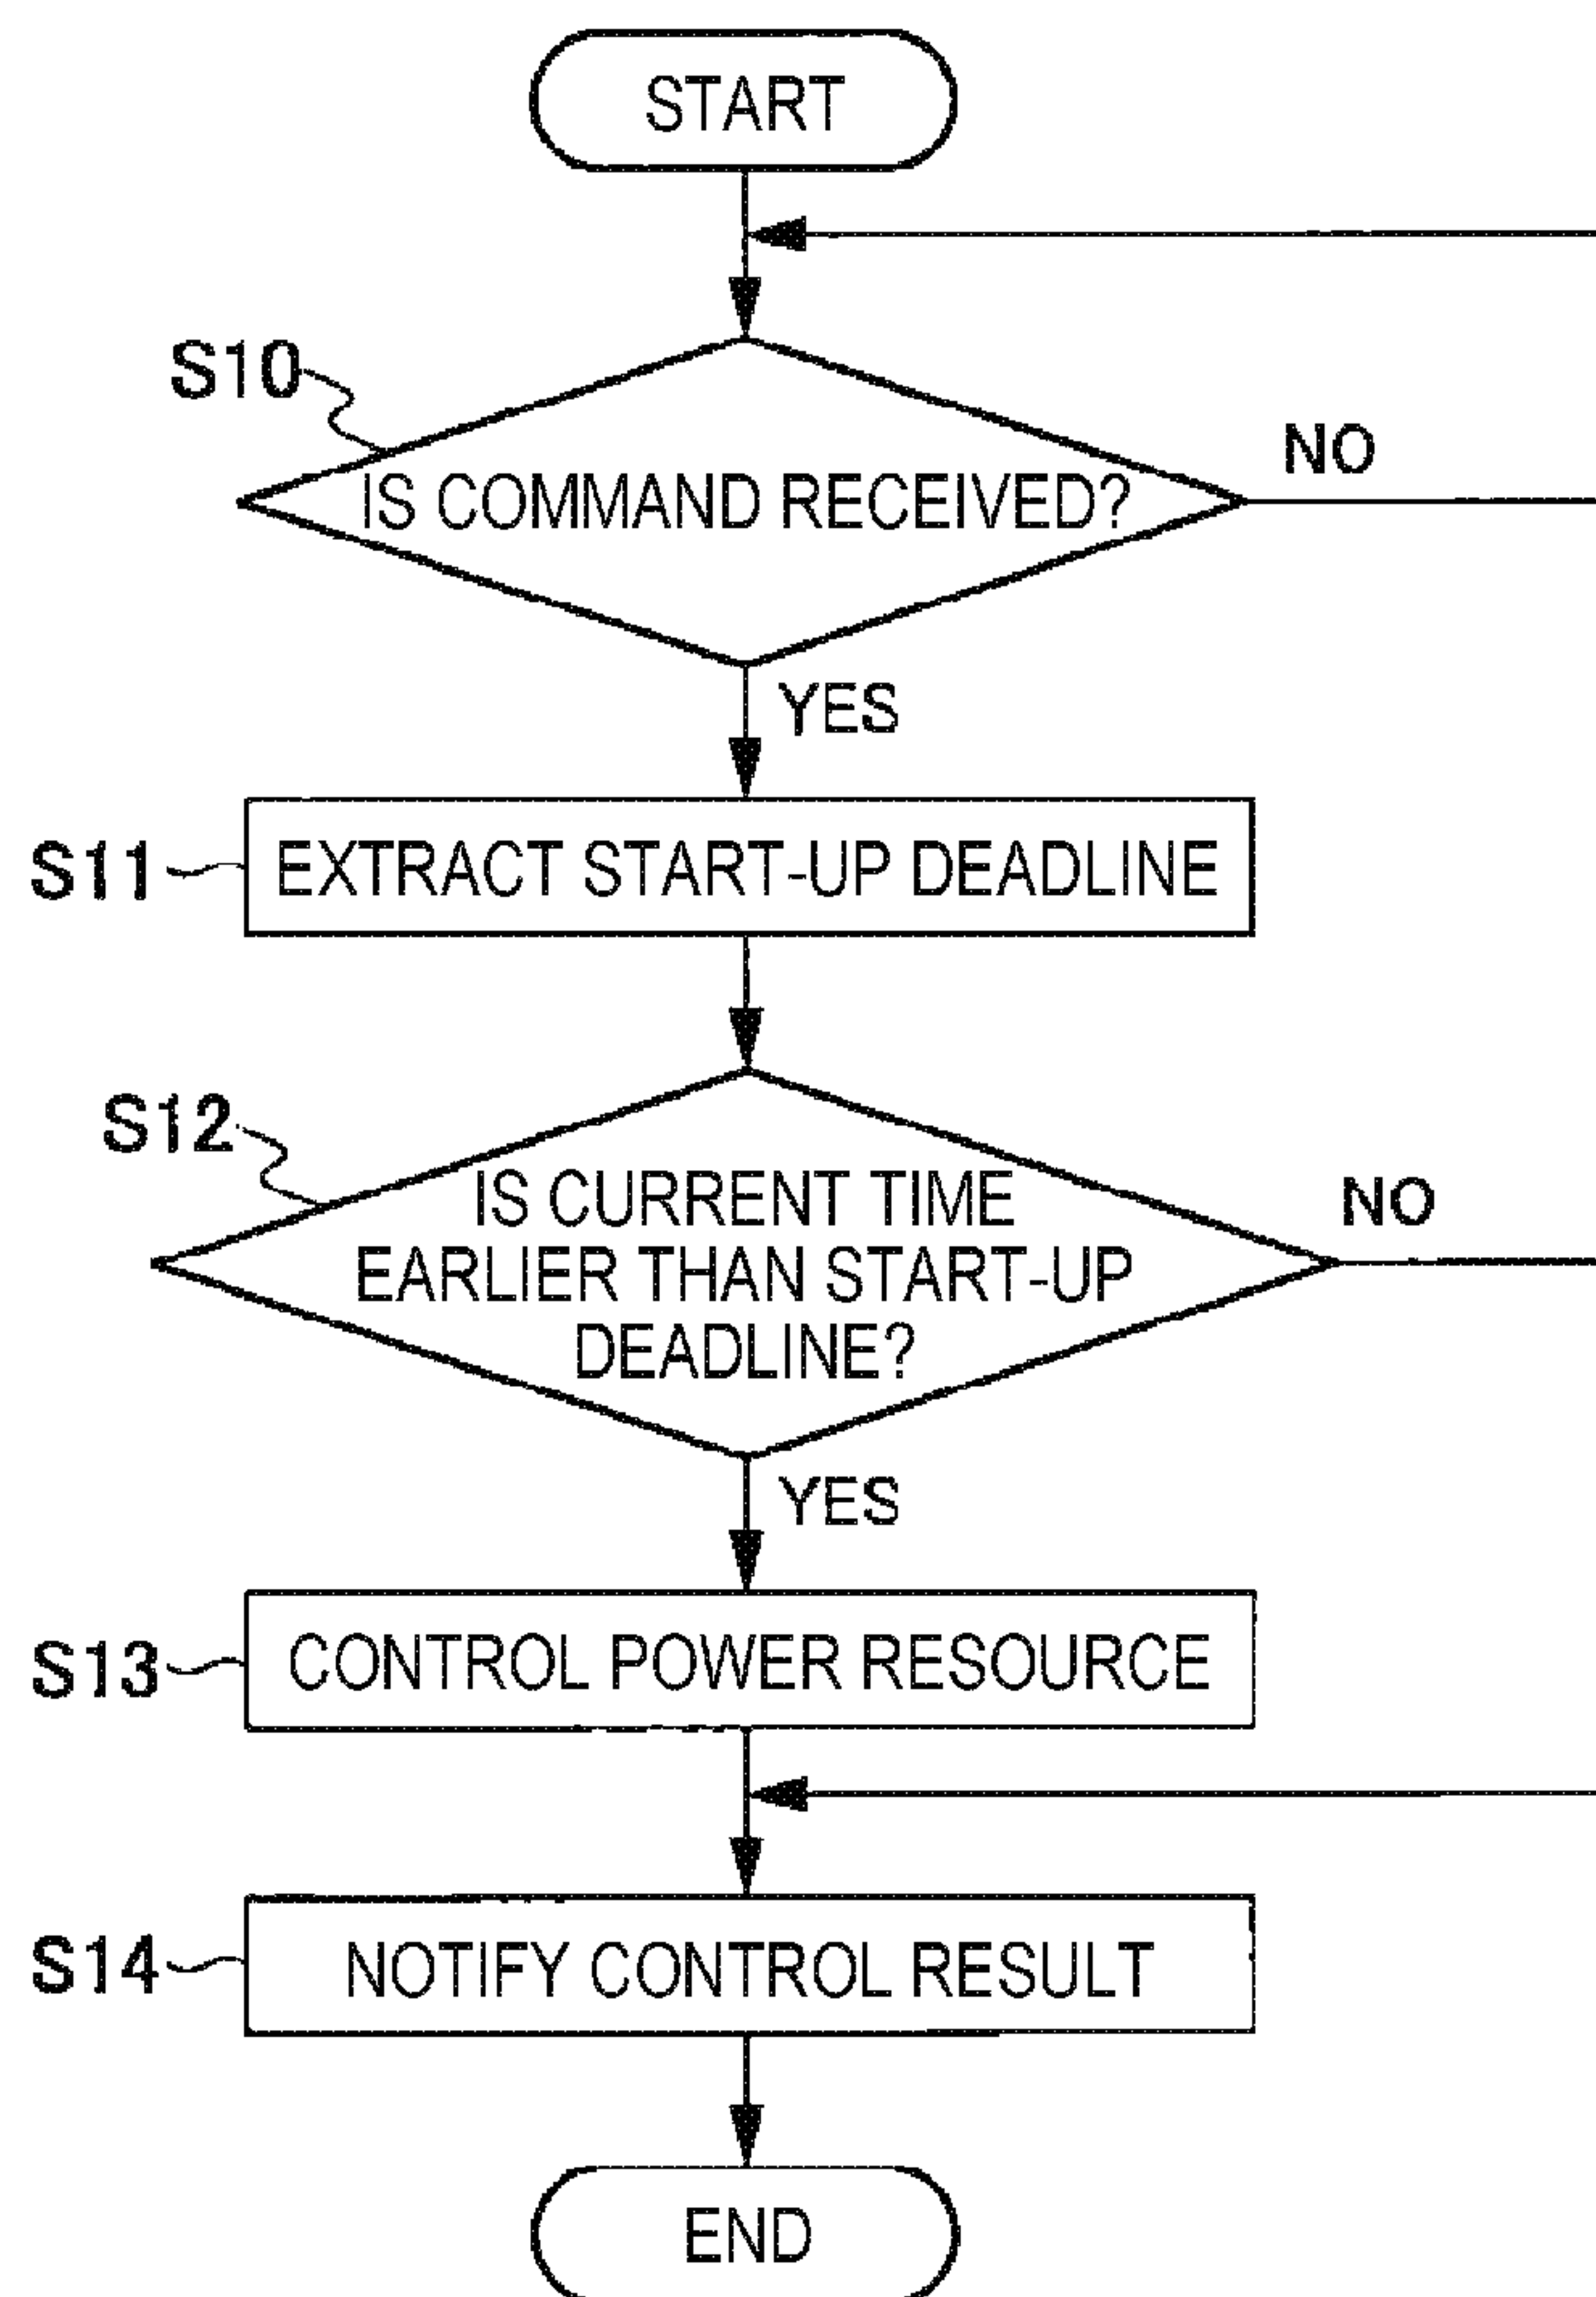 START
S10
IS COMMAND RECEIVED?
NO
YES
S11
EXTRACT START-UP DEADLINE
S12
IS CURRENT TIME
EARLIER THAN START-UP
DEADLINE?
NO
YES
S13
CONTROL POWER RESOURCE
S14
NOTIFY CONTROL RESULT
END